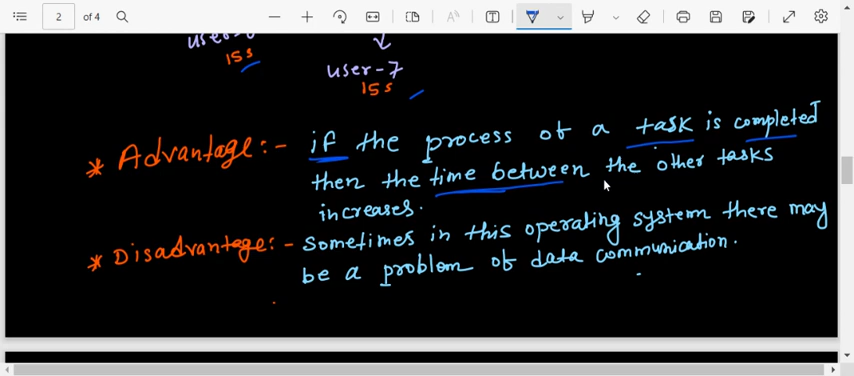 2 of 4
15s
user-7
15s
* Advantage:- if the process of a task is completed
then the time between the other tasks
increases.
* Disadvantage:- Sometimes in this operating system there may
be a problem of data communication.